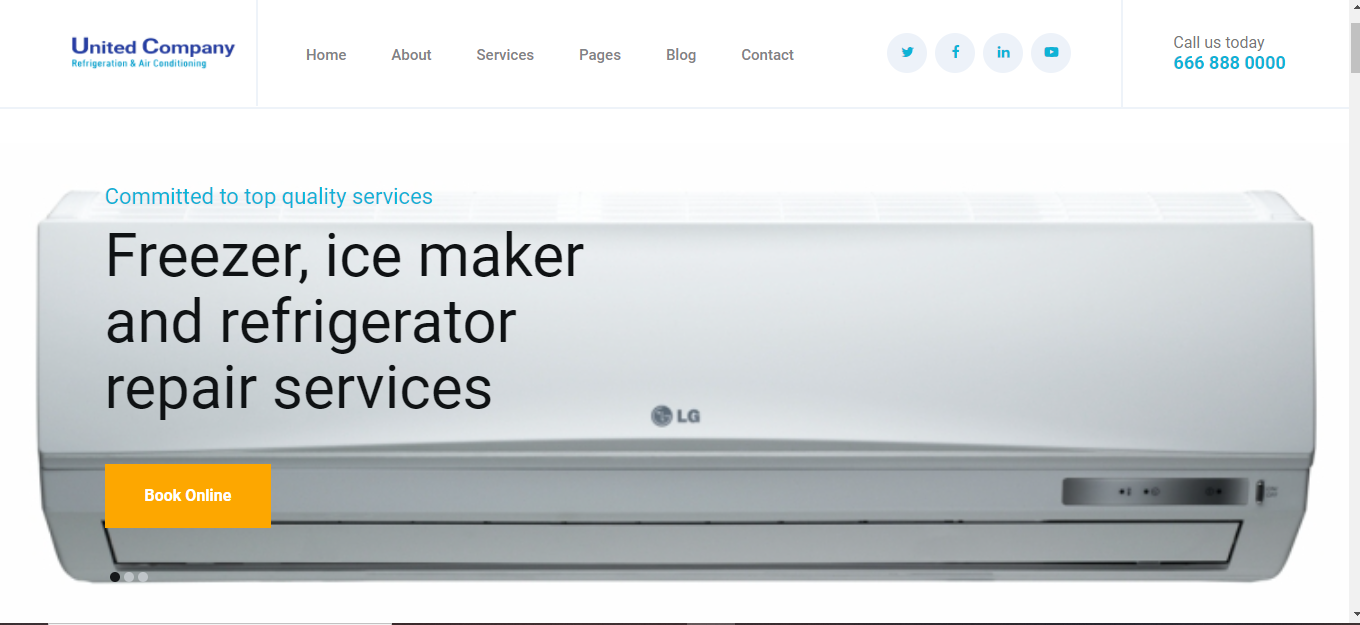 United Company
Refrigeration & Air Conditioning
Home
About
Services
Pages
Blog
Contact
Call us today
666 888 0000
Committed to top quality services
Freezer, ice maker
and refrigerator
repair services
LG
Book Online